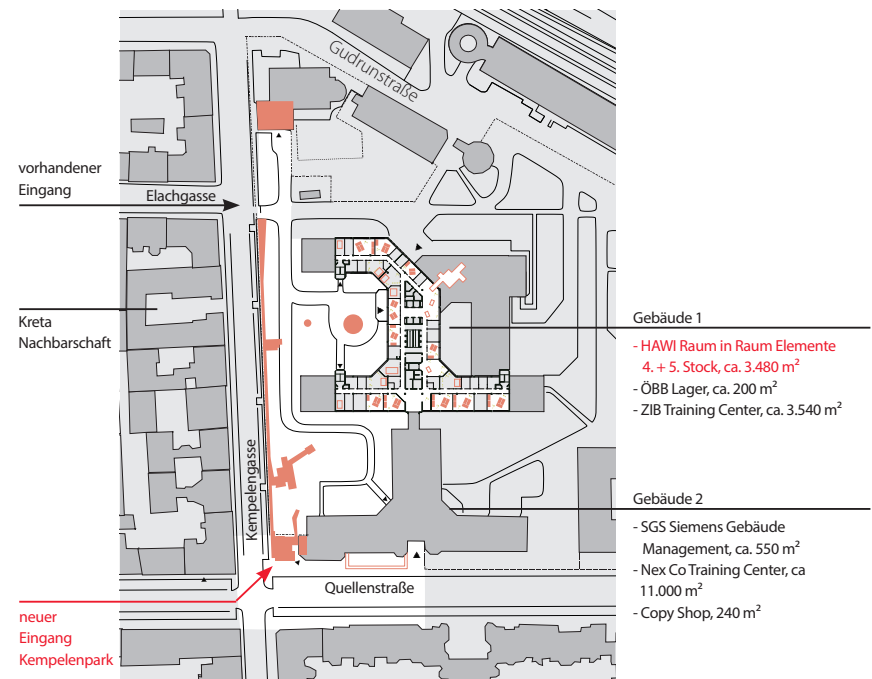 Gudrunstraße
vorhandener
Eingang
Elachgasse
Kreta
Nachbarschaft
Kempelengasse
Quellenstraße
neuer
Eingang
Kempelenpark
Gebäude 1
- HAWI Raum in Raum Elemente
4. + 5. Stock, ca. 3.480 m²
- ÖBB Lager, ca. 200 m²
- ZIB Training Center, ca. 3.540 m²
Gebäude 2
- SGS Siemens Gebäude
Management, ca. 550 m²
- Nex Co Training Center, ca
11.000 m²
- Copy Shop, 240 m²